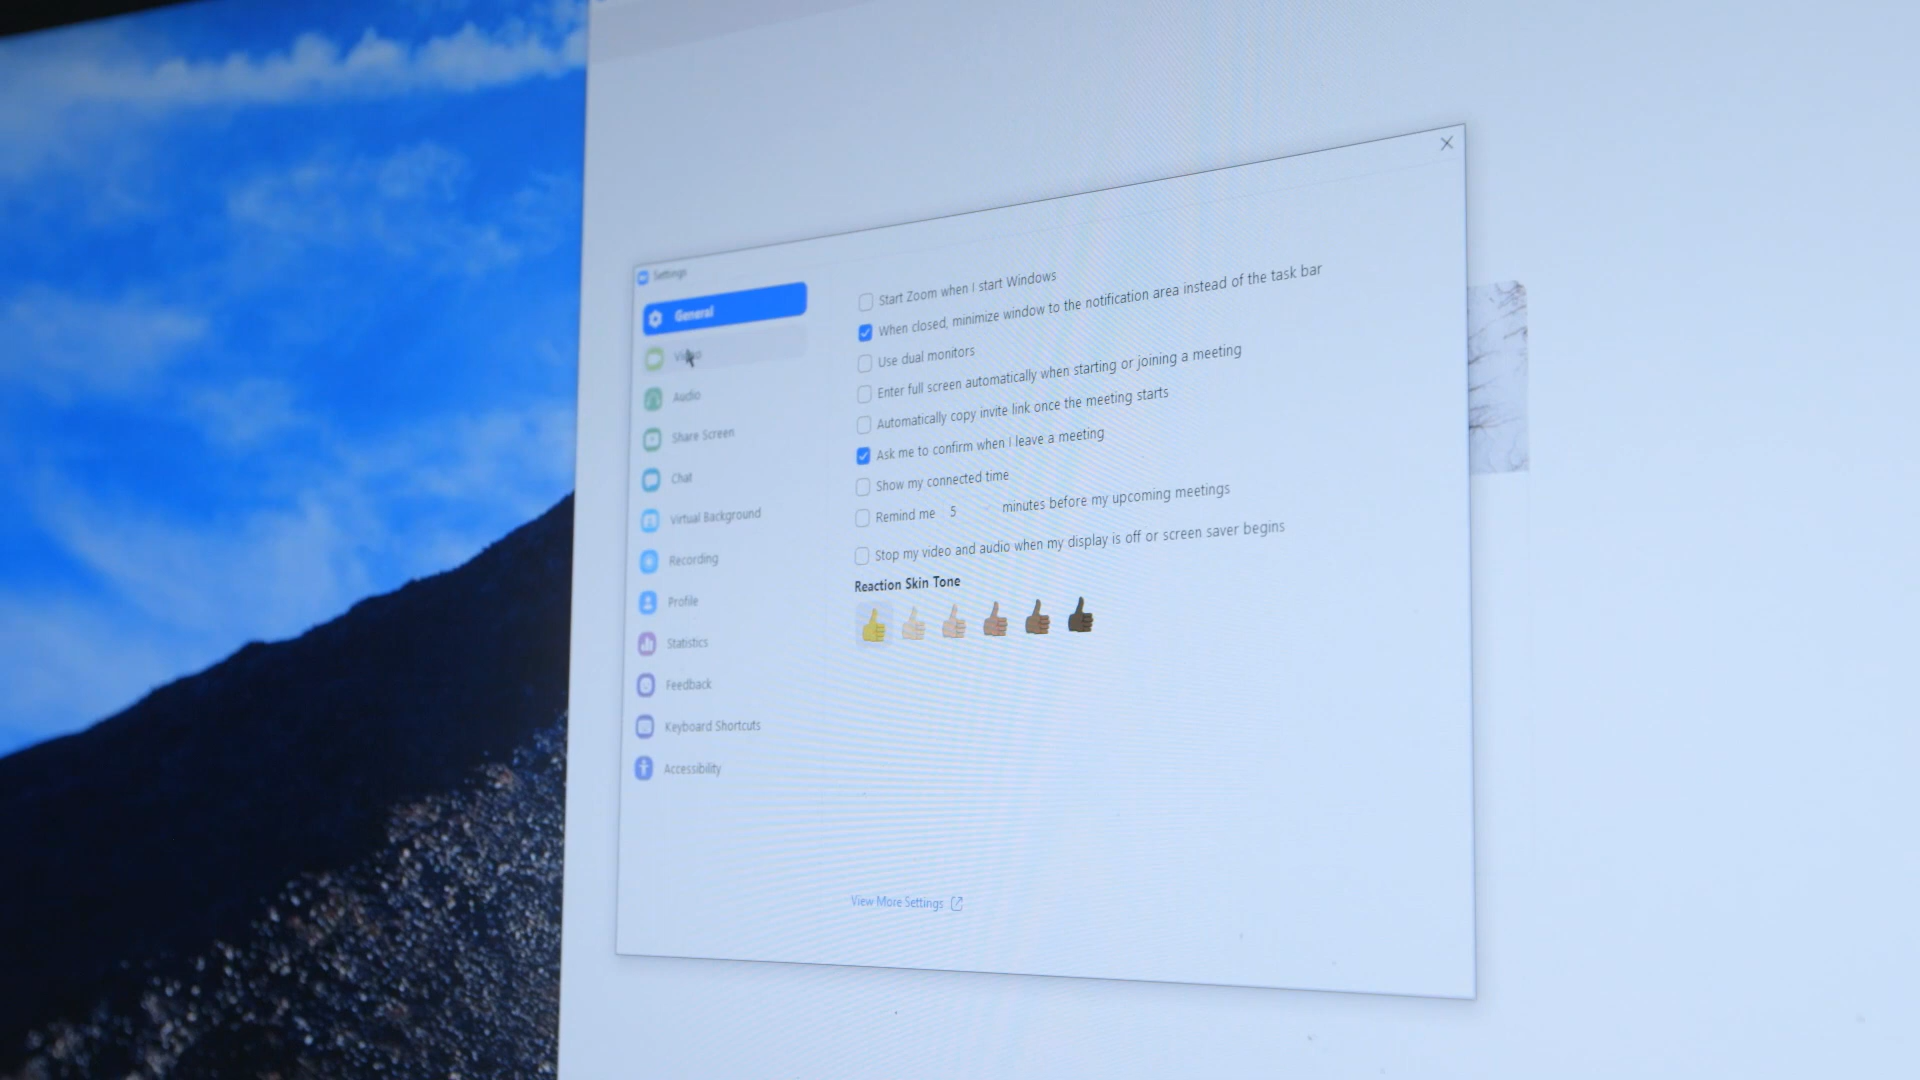 Settings
General
Video
Audio
Share Screen
Chat
Virtual Background
Recording
Profile
Statistics
Feedback
Keyboard Shortcuts
Accessibility
Start Zoom when I start Windows
When closed, minimize window to the notification area instead of the task bar
Use dual monitors
Enter full screen automatically when starting or joining a meeting
Automatically copy invite link once the meeting starts
Ask me to confirm when I leave a meeting
Show my connected time
Remind me 5 minutes before my upcoming meetings
Stop my video and audio when my display is off or screen saver begins
Reaction Skin Tone
View More Settings